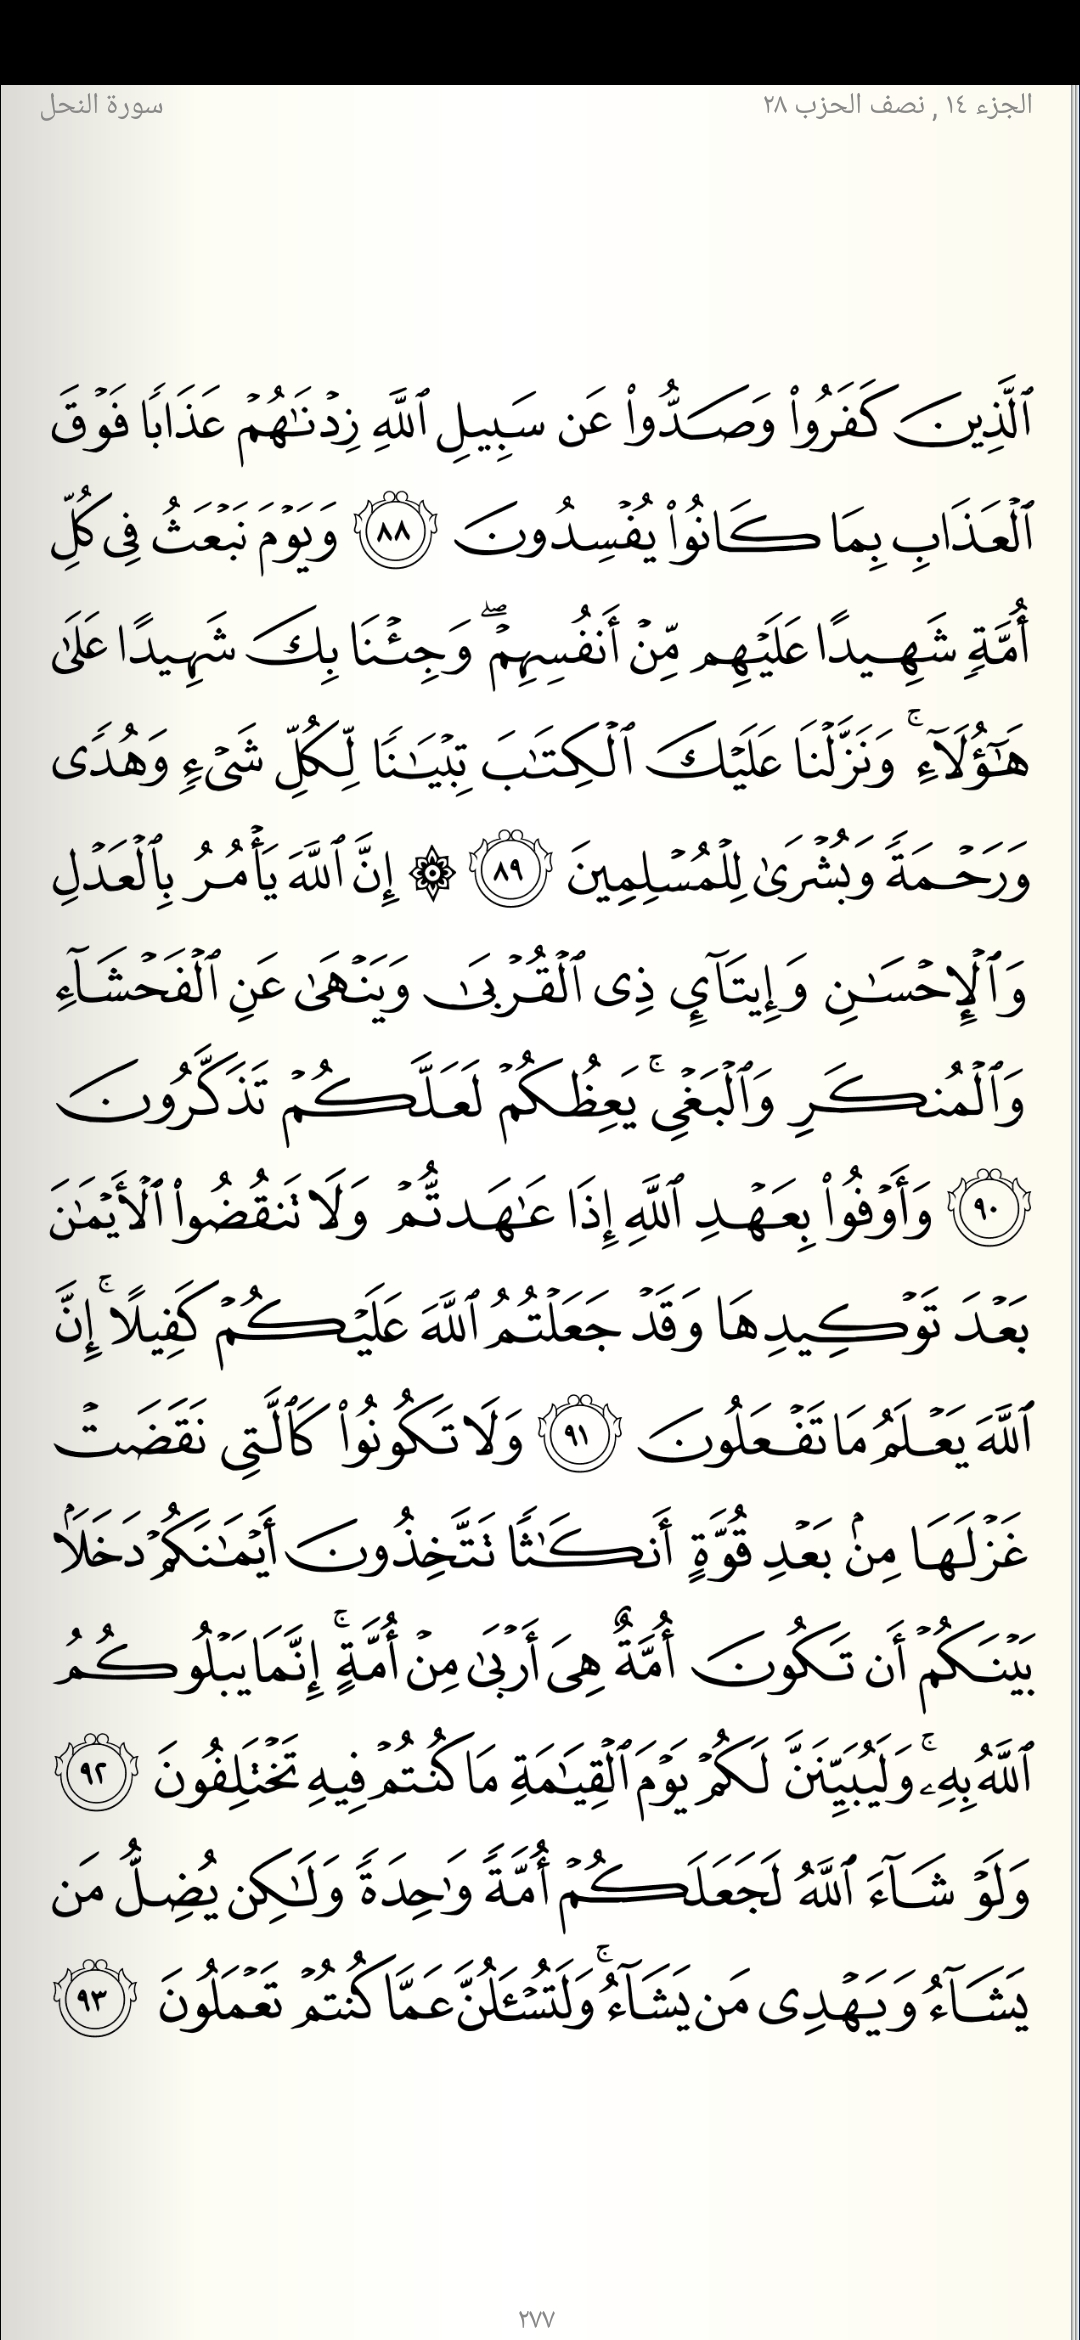 الجزء ١٤ , نصف الحزب ٢٨ سورة النحل
ٱلَّذِينَ كَفَرُوا۟ وَصَدُّوا۟ عَن سَبِيلِ ٱللَّهِ زِدْنَـٰهُمْ عَذَابًا فَوْقَ
ٱلْعَذَابِ بِمَا كَانُوا۟ يُفْسِدُونَ ٨٨ وَيَوْمَ نَبْعَثُ فِى كُلِّ
أُمَّةٍ شَهِيدًا عَلَيْهِم مِّنْ أَنفُسِهِمْ ۖ وَجِئْنَا بِكَ شَهِيدًا عَلَىٰ
هَـٰٓؤُلَآءِ ۚ وَنَزَّلْنَا عَلَيْكَ ٱلْكِتَـٰبَ تِبْيَـٰنًا لِّكُلِّ شَىْءٍ وَهُدًى
وَرَحْمَةً وَبُشْرَىٰ لِلْمُسْلِمِينَ ٨٩ ۞ إِنَّ ٱللَّهَ يَأْمُرُ بِٱلْعَدْلِ
وَٱلْإِحْسَـٰنِ وَإِيتَآئِ ذِى ٱلْقُرْبَىٰ وَيَنْهَىٰ عَنِ ٱلْفَحْشَآءِ
وَٱلْمُنكَرِ وَٱلْبَغْىِ ۚ يَعِظُكُمْ لَعَلَّكُمْ تَذَكَّرُونَ
٩٠ وَأَوْفُوا۟ بِعَهْدِ ٱللَّهِ إِذَا عَـٰهَدتُّمْ وَلَا تَنقُضُوا۟ ٱلْأَيْمَـٰنَ
بَعْدَ تَوْكِيدِهَا وَقَدْ جَعَلْتُمُ ٱللَّهَ عَلَيْكُمْ كَفِيلًا ۚ إِنَّ
ٱللَّهَ يَعْلَمُ مَا تَفْعَلُونَ ٩١ وَلَا تَكُونُوا۟ كَٱلَّتِى نَقَضَتْ
غَزْلَهَا مِنۢ بَعْدِ قُوَّةٍ أَنكَـٰثًا تَتَّخِذُونَ أَيْمَـٰنَكُمْ دَخَلًۢا
بَيْنَكُمْ أَن تَكُونَ أُمَّةٌ هِىَ أَرْبَىٰ مِنْ أُمَّةٍ ۚ إِنَّمَا يَبْلُوكُمُ
ٱللَّهُ بِهِۦ ۚ وَلَيُبَيِّنَنَّ لَكُمْ يَوْمَ ٱلْقِيَـٰمَةِ مَا كُنتُمْ فِيهِ تَخْتَلِفُونَ ٩٢
وَلَوْ شَآءَ ٱللَّهُ لَجَعَلَكُمْ أُمَّةً وَٰحِدَةً وَلَـٰكِن يُضِلُّ مَن
يَشَآءُ وَيَهْدِى مَن يَشَآءُ ۚ وَلَتُسْـَٔلُنَّ عَمَّا كُنتُمْ تَعْمَلُونَ ٩٣
٢٧٧